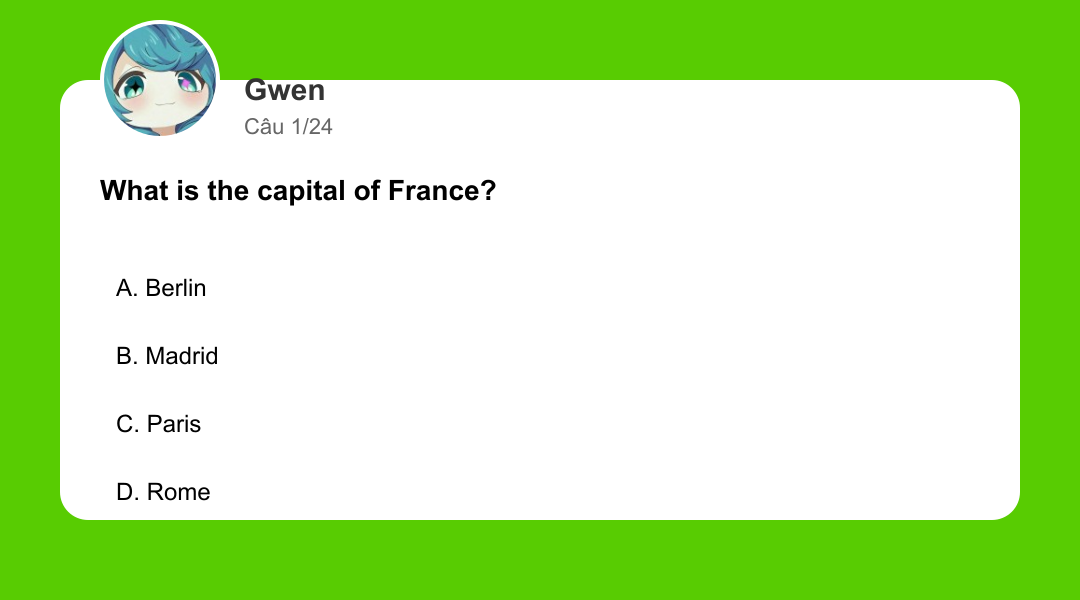 Gwen
Câu 1/24
What is the capital of France?
A. Berlin
B. Madrid
C. Paris
D. Rome